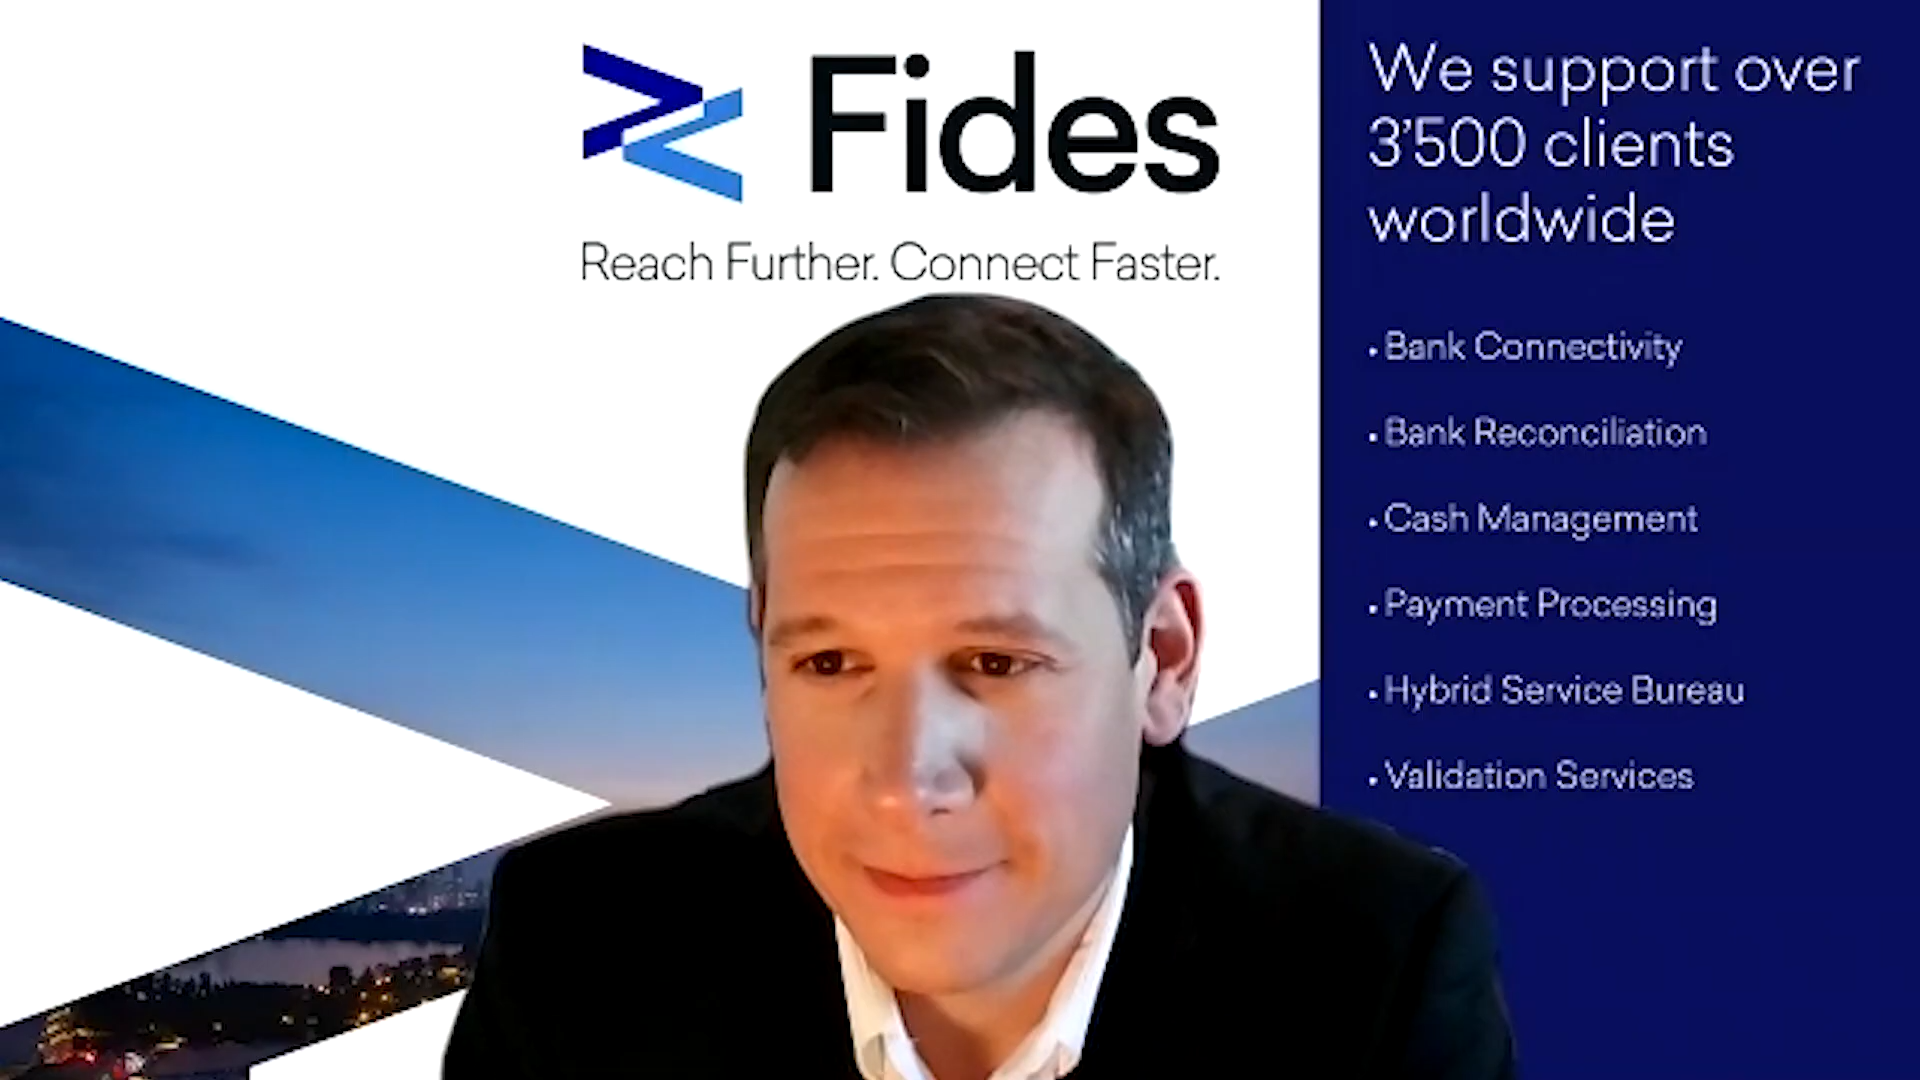 Fides
Reach Further. Connect Faster.
We support over
3’500 clients
worldwide
• Bank Connectivity
• Bank Reconciliation
• Cash Management
• Payment Processing
• Hybrid Service Bureau
• Validation Services